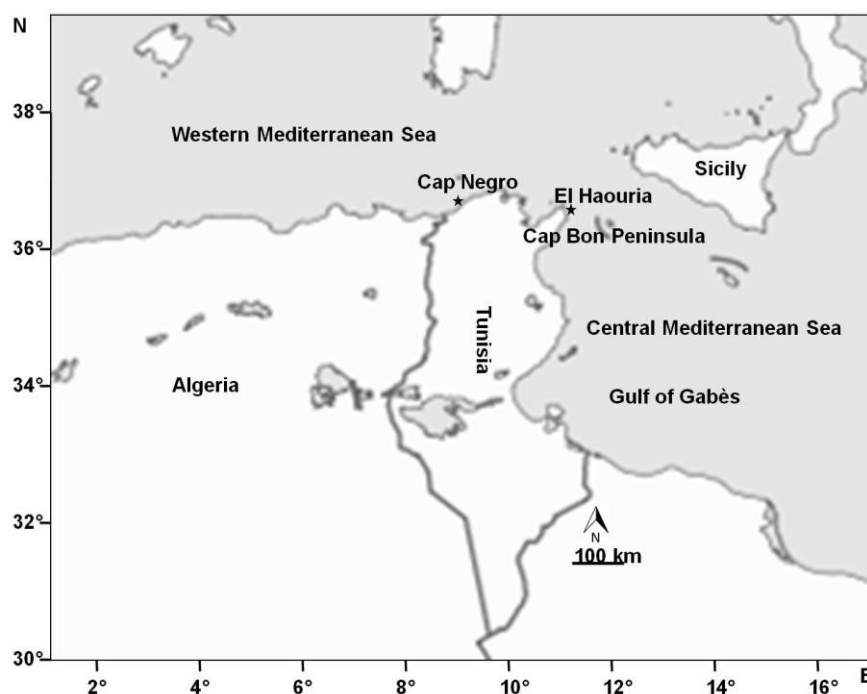 N
38°
Western Mediterranean Sea
Sicily
Cap Negro
El Haouria
36°
Cap Bon Peninsula
Tunisia
Central Mediterranean Sea
34°
Algeria
Gulf of Gabès
32°
N
100 km
30°
2°
4°
6°
8°
10°
12°
14°
16°